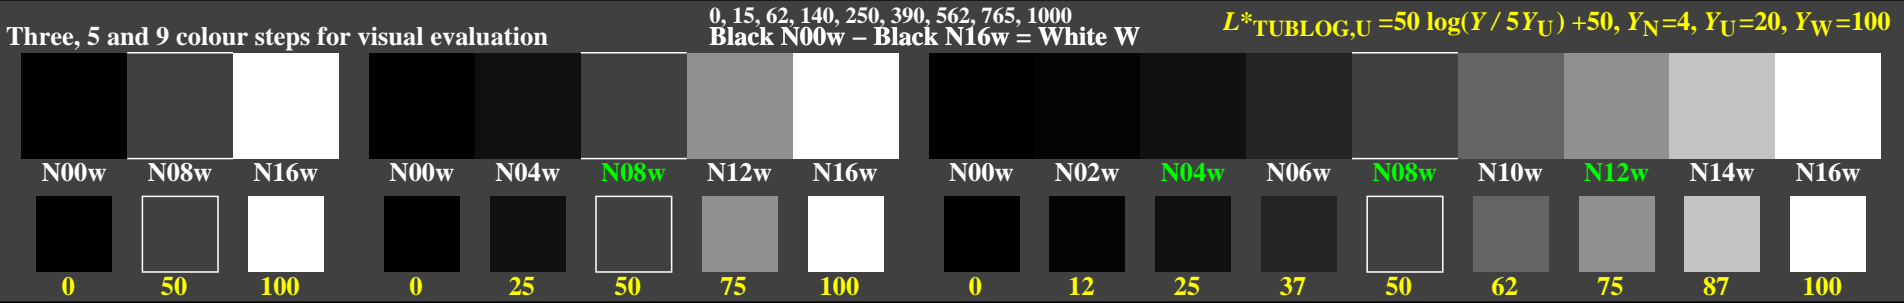 0, 15, 62, 140, 250, 390, 562, 765, 1000
Three, 5 and 9 colour steps for visual evaluation
Black N00w – Black N16w = White W
L*TUBLOG,U =50 log(Y / 5YU) +50, YN=4, YU=20, YW=100
N00w N08w N16w N00w N04w N08w N12w N16w N00w N02w N04w N06w N08w N10w N12w N14w N16w
0 50 100 0 25 50 75 100 0 12 25 37 50 62 75 87 100